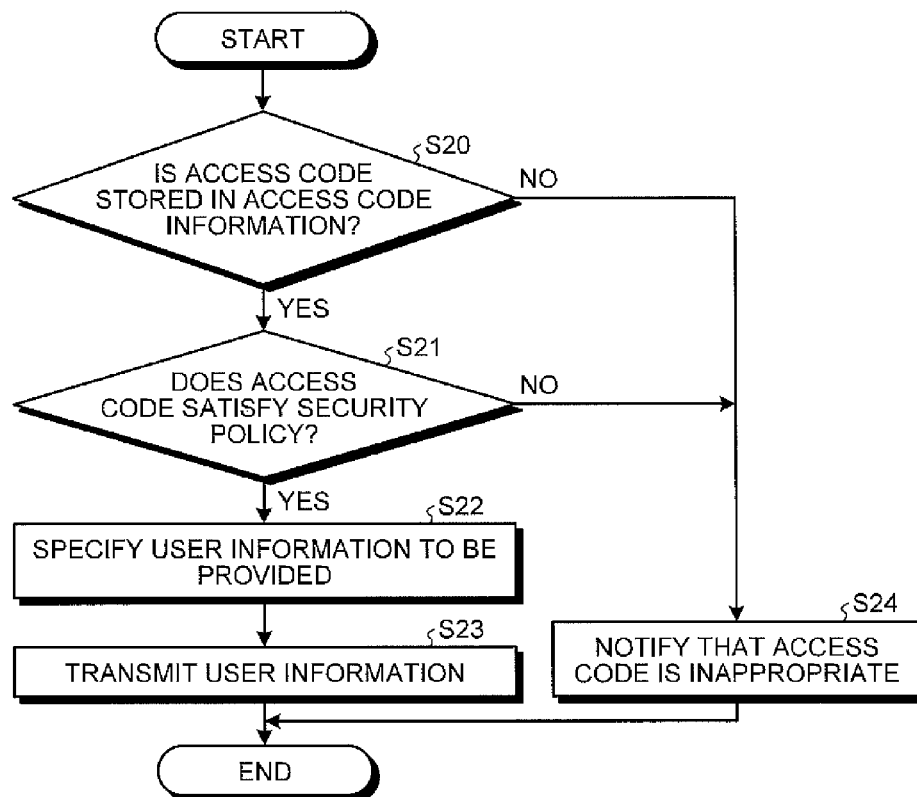 START
S20
IS ACCESS CODE
STORED IN ACCESS CODE
INFORMATION?
NO
YES
S21
DOES ACCESS
CODE SATISFY SECURITY
POLICY?
NO
YES
S22
SPECIFY USER INFORMATION TO BE
PROVIDED
S23
TRANSMIT USER INFORMATION
S24
NOTIFY THAT ACCESS
CODE IS INAPPROPRIATE
END